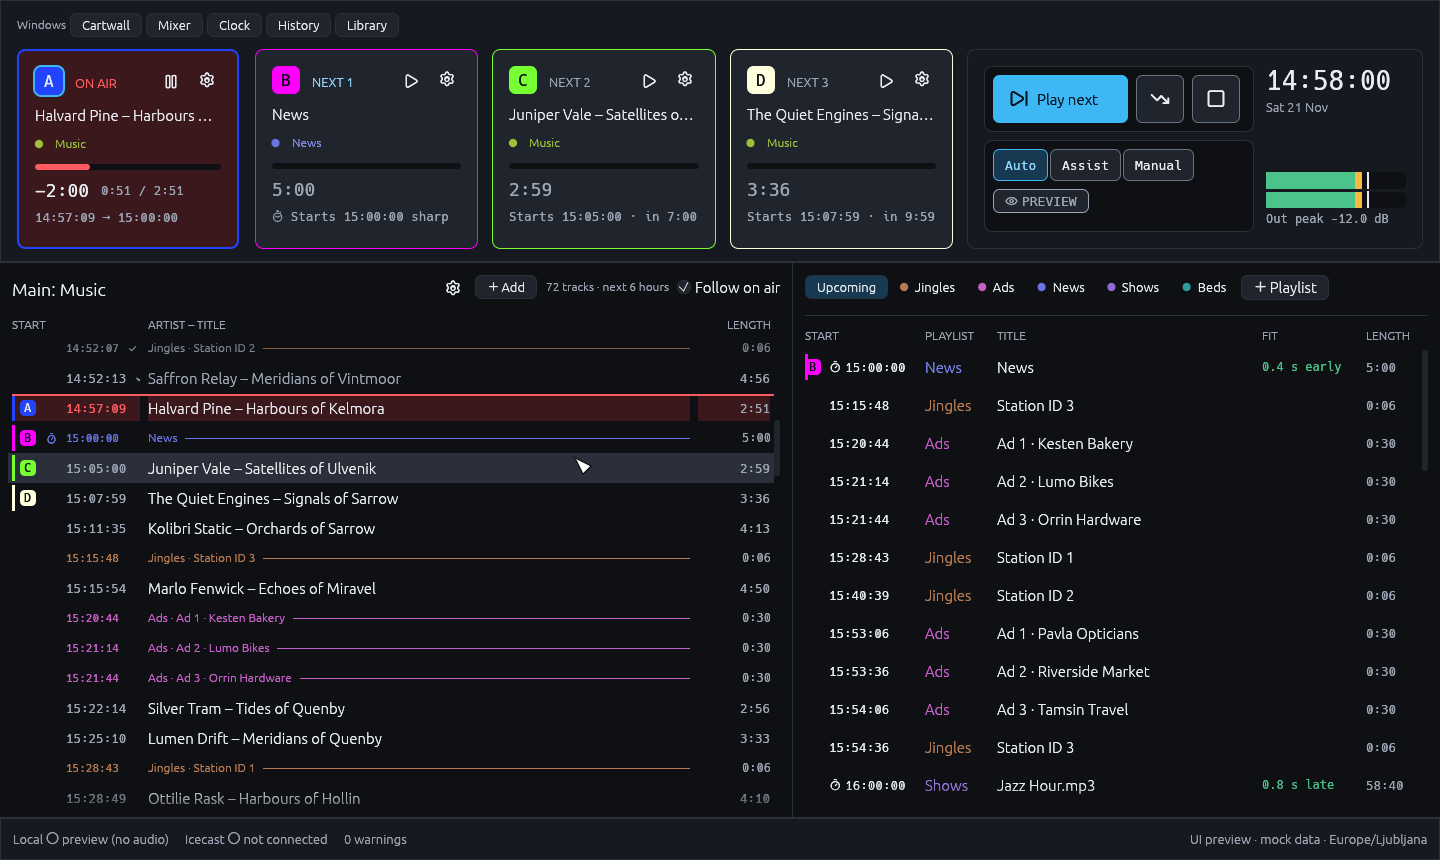 Windows Cartwall Mixer Clock History Library
A ON AIR
Halvard Pine – Harbours ...
Music
−2:00 0:51 / 2:51
14:57:09 → 15:00:00
B NEXT 1
News
News
5:00
Starts 15:00:00 sharp
C NEXT 2
Juniper Vale – Satellites o...
Music
2:59
Starts 15:05:00 · in 7:00
D NEXT 3
The Quiet Engines – Signa...
Music
3:36
Starts 15:07:59 · in 9:59
Play next
Auto Assist Manual
PREVIEW
14:58:00
Sat 21 Nov
Out peak -12.0 dB
Main: Music + Add 72 tracks · next 6 hours Follow on air
START ARTIST – TITLE LENGTH
14:52:07 Jingles · Station ID 2 0:06
14:52:13 Saffron Relay – Meridians of Vintmoor 4:56
A 14:57:09 Halvard Pine – Harbours of Kelmora 2:51
B 15:00:00 News 5:00
C 15:05:00 Juniper Vale – Satellites of Ulvenik 2:59
D 15:07:59 The Quiet Engines – Signals of Sarrow 3:36
15:11:35 Kolibri Static – Orchards of Sarrow 4:13
15:15:48 Jingles · Station ID 3 0:06
15:15:54 Marlo Fenwick – Echoes of Miravel 4:50
15:20:44 Ads · Ad 1 · Kesten Bakery 0:30
15:21:14 Ads · Ad 2 · Lumo Bikes 0:30
15:21:44 Ads · Ad 3 · Orrin Hardware 0:30
15:22:14 Silver Tram – Tides of Quenby 2:56
15:25:10 Lumen Drift – Meridians of Quenby 3:33
15:28:43 Jingles · Station ID 1 0:06
15:28:49 Ottilie Rask – Harbours of Hollin 4:10
Upcoming Jingles Ads News Shows Beds + Playlist
START PLAYLIST TITLE FIT LENGTH
B 15:00:00 News News 0.4 s early 5:00
15:15:48 Jingles Station ID 3 0:06
15:20:44 Ads Ad 1 · Kesten Bakery 0:30
15:21:14 Ads Ad 2 · Lumo Bikes 0:30
15:21:44 Ads Ad 3 · Orrin Hardware 0:30
15:28:43 Jingles Station ID 1 0:06
15:40:39 Jingles Station ID 2 0:06
15:53:06 Ads Ad 1 · Pavla Opticians 0:30
15:53:36 Ads Ad 2 · Riverside Market 0:30
15:54:06 Ads Ad 3 · Tamsin Travel 0:30
15:54:36 Jingles Station ID 3 0:06
16:00:00 Shows Jazz Hour.mp3 0.8 s late 58:40
Local preview (no audio) Icecast not connected 0 warnings
UI preview · mock data · Europe/Ljubljana